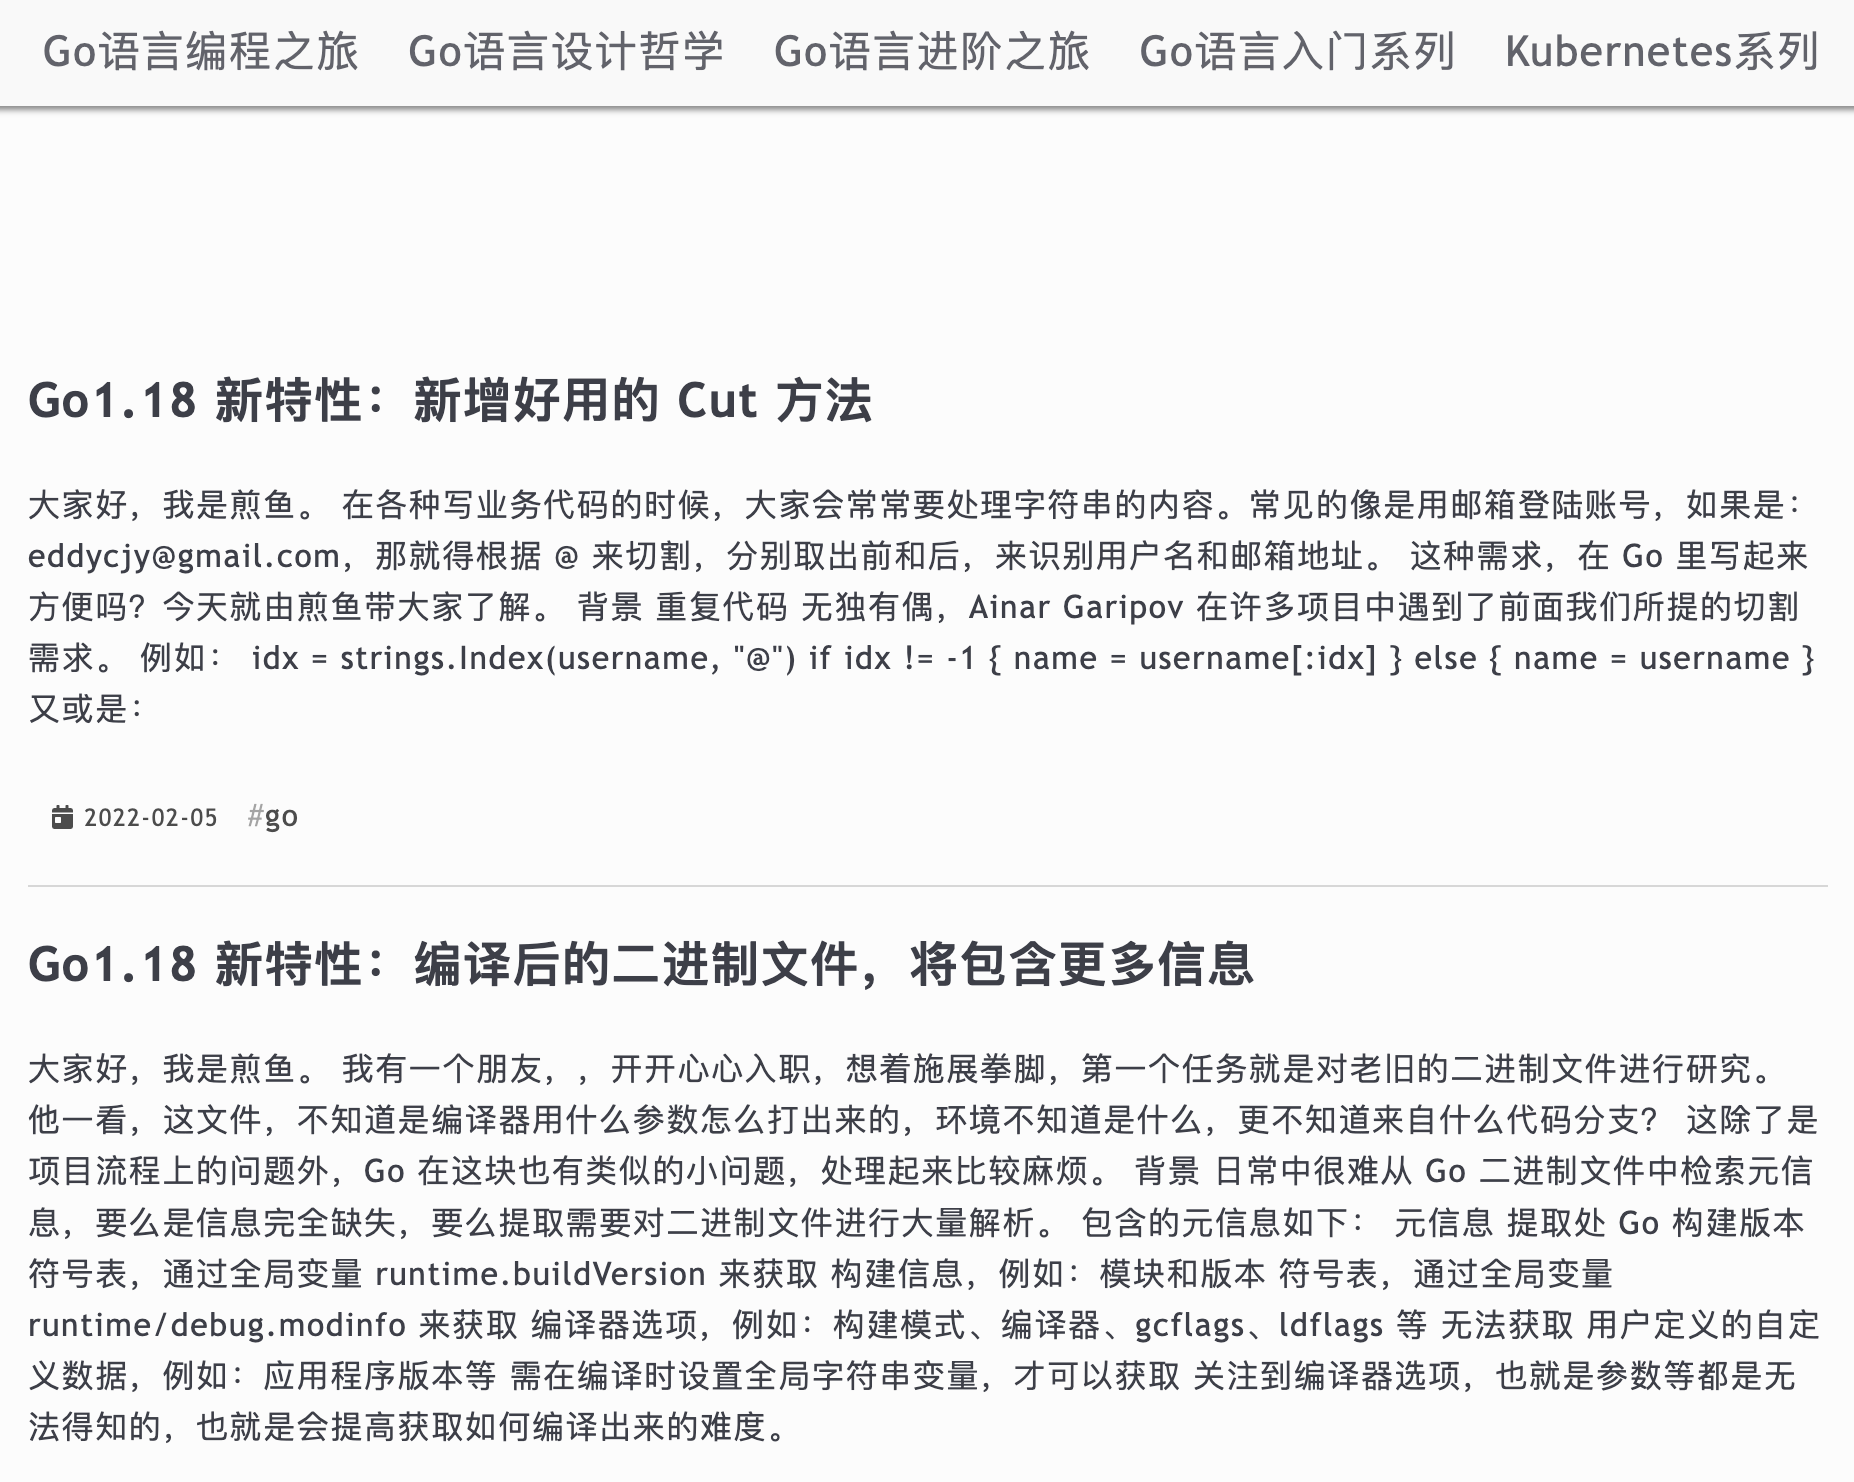 Go语言编程之旅 Go语言设计哲学 Go语言进阶之旅 Go语言入门系列 Kubernetes系列
Go1.18 新特性：新增好用的 Cut 方法
大家好，我是煎鱼。 在各种写业务代码的时候，大家会常常要处理字符串的内容。常见的像是用邮箱登陆账号，如果是：
eddycjy@gmail.com，那就得根据 @ 来切割，分别取出前和后，来识别用户名和邮箱地址。 这种需求，在 Go 里写起来
方便吗？今天就由煎鱼带大家了解。 背景 重复代码 无独有偶，Ainar Garipov 在许多项目中遇到了前面我们所提的切割
需求。 例如： idx = strings.Index(username, "@") if idx != -1 { name = username[:idx] } else { name = username }
又或是：
2022-02-05 #go
Go1.18 新特性：编译后的二进制文件，将包含更多信息
大家好，我是煎鱼。 我有一个朋友，，开开心心入职，想着施展拳脚，第一个任务就是对老旧的二进制文件进行研究。
他一看，这文件，不知道是编译器用什么参数怎么打出来的，环境不知道是什么，更不知道来自什么代码分支？ 这除了是
项目流程上的问题外，Go 在这块也有类似的小问题，处理起来比较麻烦。 背景 日常中很难从 Go 二进制文件中检索元信
息，要么是信息完全缺失，要么提取需要对二进制文件进行大量解析。 包含的元信息如下： 元信息 提取处 Go 构建版本
符号表，通过全局变量 runtime.buildVersion 来获取 构建信息，例如：模块和版本 符号表，通过全局变量
runtime/debug.modinfo 来获取 编译器选项，例如：构建模式、编译器、gcflags、ldflags 等 无法获取 用户定义的自定
义数据，例如：应用程序版本等 需在编译时设置全局字符串变量，才可以获取 关注到编译器选项，也就是参数等都是无
法得知的，也就是会提高获取如何编译出来的难度。